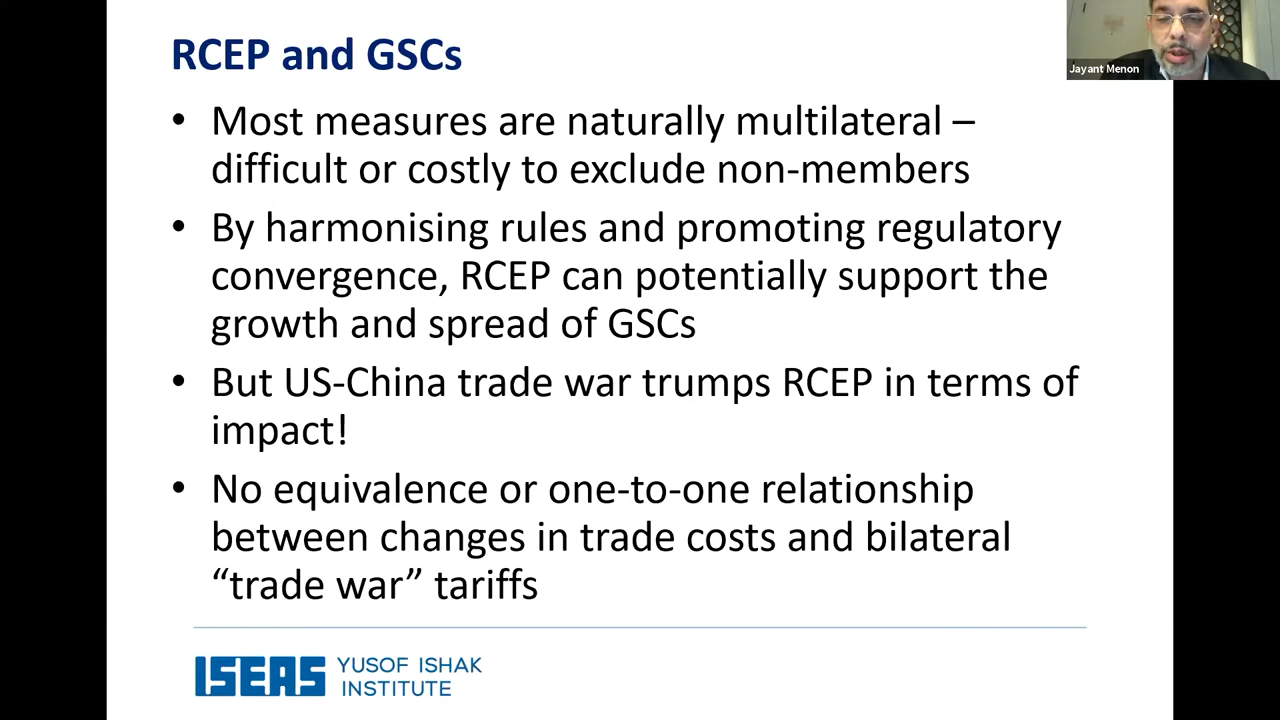 RCEP and GSCs
Jayant Menon
• Most measures are naturally multilateral –
difficult or costly to exclude non-members
• By harmonising rules and promoting regulatory
convergence, RCEP can potentially support the
growth and spread of GSCs
• But US-China trade war trumps RCEP in terms of
impact!
• No equivalence or one-to-one relationship
between changes in trade costs and bilateral
“trade war” tariffs
ISEAS YUSOF ISHAK
INSTITUTE